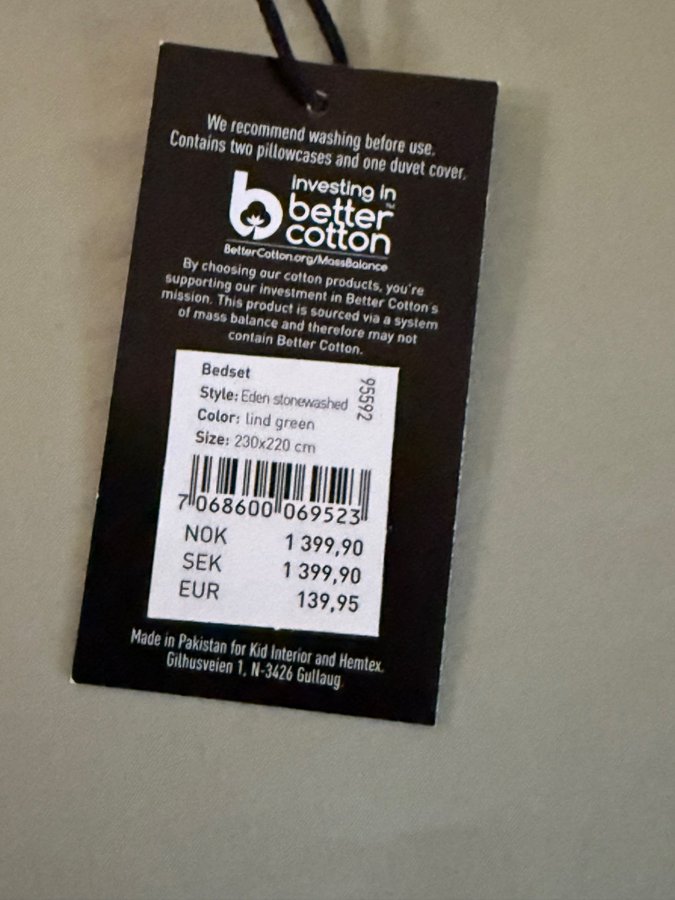 We recommend washing before use.
Contains two pillowcases and one duvet cover.
investing in
better™
cotton
BetterCotton.org/MassBalance
By choosing our cotton products, you're
supporting our investment in Better Cotton's
mission. This product is sourced via a system
of mass balance and therefore may not
contain Better Cotton.
Bedset
Style: Eden stonewashed
95592
Color: lind green
Size: 230x220 cm
7 068600 069523
NOK 1 399,90
SEK 1 399,90
EUR 139,95
Made in Pakistan for Kid Interior and Hemtex.
Gilhusveien 1, N-3426 Gullaug.